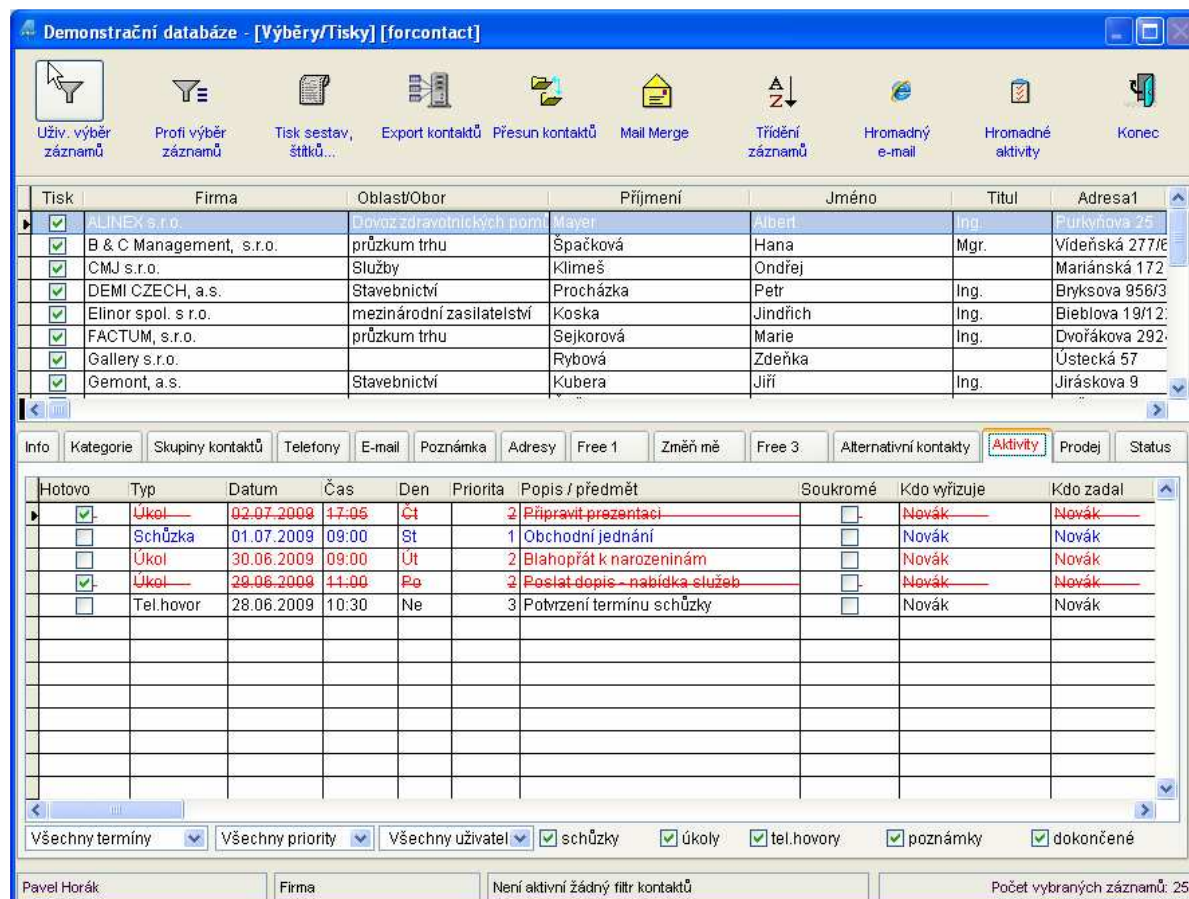 Demonstrační databáze - [Výběry/Tisky] [forcontact]
Uživ. výběr záznamů
Profi výběr záznamů
Tisk sestav, štítků...
Export kontaktů
Přesun kontaktů
Mail Merge
Třídění záznamů
Hromadný e-mail
Hromadné aktivity
Konec
Tisk Firma Oblast/Obor Příjmení Jméno Titul Adresa1
ALINEX s.r.o. Dovoz zdravotnických pomů Mayer Albert Ing. Purkyňova 25
B & C Management, s.r.o. průzkum trhu Špačková Hana Mgr. Vídeňská 277/6
CMJ s.r.o. Služby Klimeš Ondřej Mariánská 172
DEMI CZECH, a.s. Stavebnictví Procházka Petr Ing. Bryksova 956/3
Elinor spol. s r.o. mezinárodní zasilatelství Koska Jindřich Ing. Bieblova 19/12
FACTUM, s.r.o. průzkum trhu Sejkorová Marie Ing. Dvořákova 292
Gallery s.r.o. Rybová Zdeňka Ústecká 57
Gemont, a.s. Stavebnictví Kubera Jiří Ing. Jiráskova 9
Info Kategorie Skupiny kontaktů Telefony E-mail Poznámka Adresy Free 1 Změň mě Free 3 Alternativní kontakty Aktivity Prodej Status
Hotovo Typ Datum Čas Den Priorita Popis / předmět Soukromé Kdo vyřizuje Kdo zadal
Úkol 02.07.2009 17:05 Čt 2 Připravit prezentaci Novák Novák
Schůzka 01.07.2009 09:00 St 1 Obchodní jednání Novák Novák
Úkol 30.06.2009 09:00 Út 2 Blahopřát k narozeninám Novák Novák
Úkol 29.06.2009 11:00 Po 2 Poslat dopis - nabídka služeb Novák Novák
Tel.hovor 28.06.2009 10:30 Ne 3 Potvrzení termínu schůzky Novák Novák
Všechny termíny Všechny priority Všechny uživatel schůzky úkoly tel.hovory poznámky dokončené
Pavel Horák Firma Není aktivní žádný filtr kontaktů Počet vybraných záznamů: 25